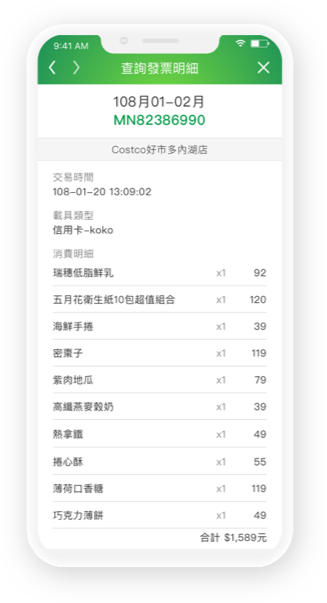 9:41 AM
查詢發票明細
108月01-02月
MN82386990
Costco好市多內湖店
交易時間
108-01-20 13:09:02
載具類型
信用卡-koko
消費明細
瑞穗低脂鮮乳 x1 92
五月花衛生紙10包超值組合 x1 120
海鮮手捲 x1 39
密棗子 x1 119
紫肉地瓜 x1 79
高纖燕麥穀奶 x1 39
熱拿鐵 x1 49
捲心酥 x1 55
薄荷口香糖 x1 119
巧克力薄餅 x1 49
合計 $1,589元